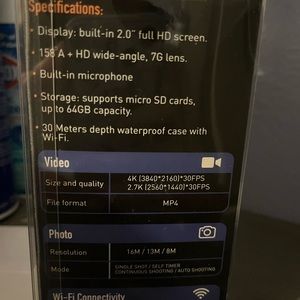 Specifications:
• Display: built-in 2.0" full HD screen.
• 158 A + HD wide-angle, 7G lens.
• Built-in microphone
• Storage: supports micro SD cards,
up to 64GB capacity.
• 30 Meters depth waterproof case with
Wi-Fi.
Video
Size and quality
4K (3840*2160)*30FPS
2.7K (2560*1440)*30FPS
File format
MP4
Photo
Resolution
16M / 13M / 8M
Mode
SINGLE SHOT / SELF TIMER
CONTINUOUS SHOOTING / AUTO SHOOTING
Wi-Fi Connectivity